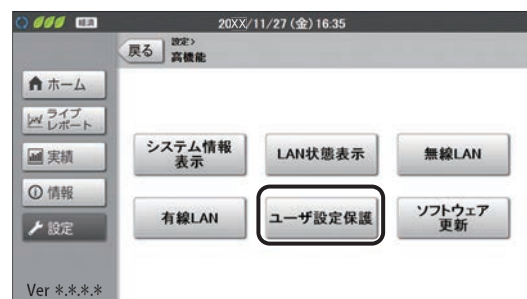 経済
20XX/11/27 (金) 16:35
戻る
設定>
高機能
ホーム
ライブ
レポート
実績
情報
設定
システム情報
表示
LAN状態表示
無線LAN
有線LAN
ユーザ設定保護
ソフトウェア
更新
Ver *.*.*.*